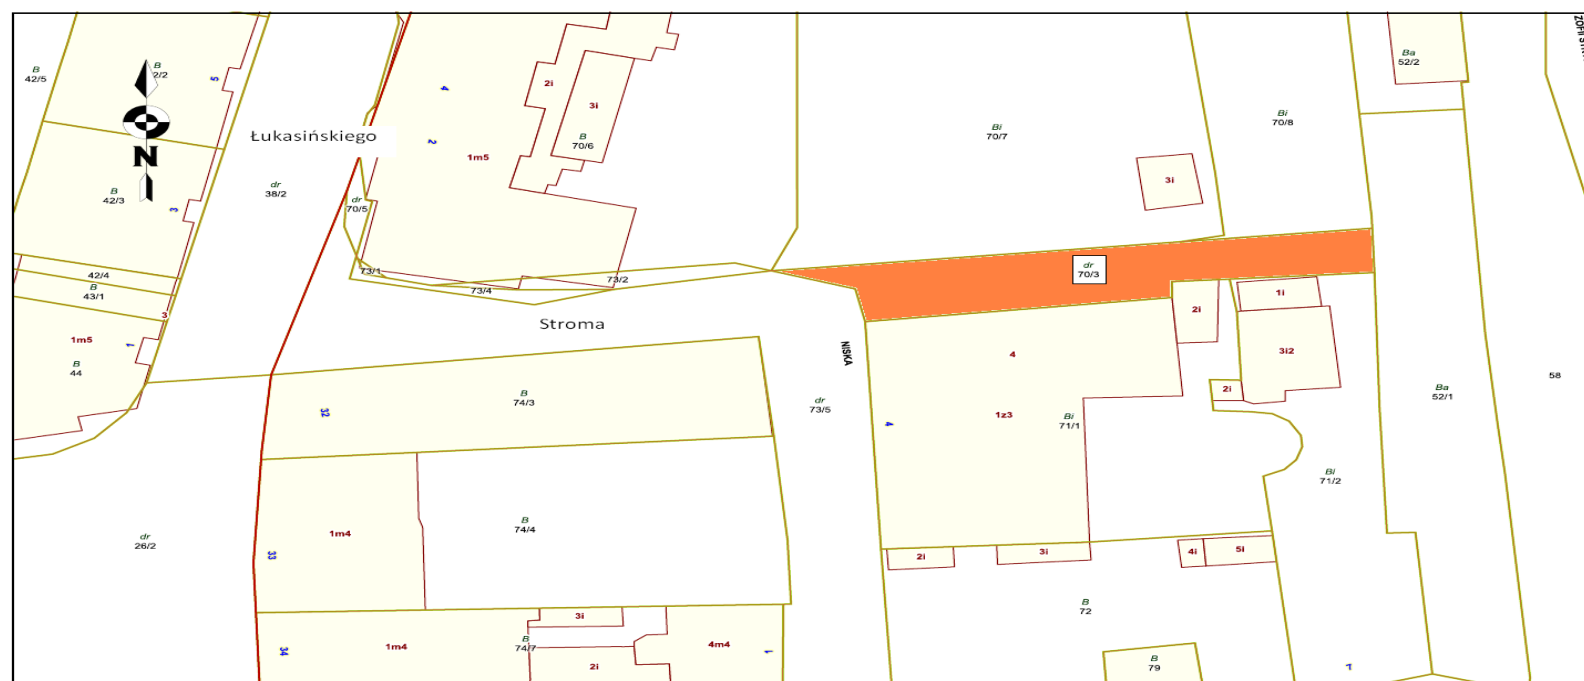 B
42/5
B
2/2
5
N
Łukasińskiego
dr
38/2
B
42/3
3
42/4
B
43/1
3
1m5
B
44
1
4
2
1m5
2i
3i
B
70/6
dr
70/5
73/1
73/4
73/2
Stroma
Bi
70/7
3i
Bi
70/8
Ba
52/2
dr
70/3
NISKA
2i
1i
3i2
2i
4
1z3
Bi
71/1
4
dr
73/5
B
74/3
32
Ba
52/1
58
Bi
71/2
dr
26/2
1m4
33
B
74/4
2i
3i
4i
5i
B
72
34
1m4
3i
B
74/7
2i
4m4
1
B
79
7